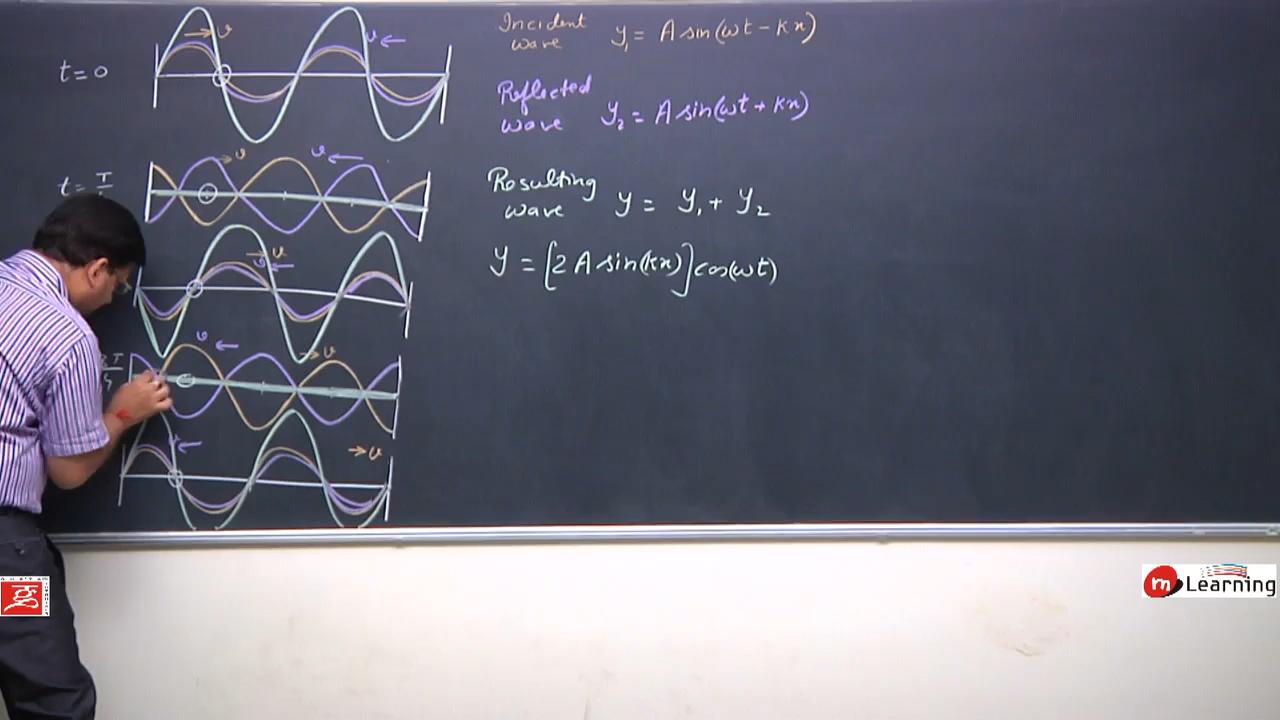 t = 0
v
v
Incident
wave y₁ = A sin(ωt - kx)
Reflected
wave y₂ = A sin(ωt + kx)
v
v
t = T
Resulting
wave y = y₁ + y₂
y = [2 A sin(kx)] cos(ωt)
v
v
v
v
v
m Learning